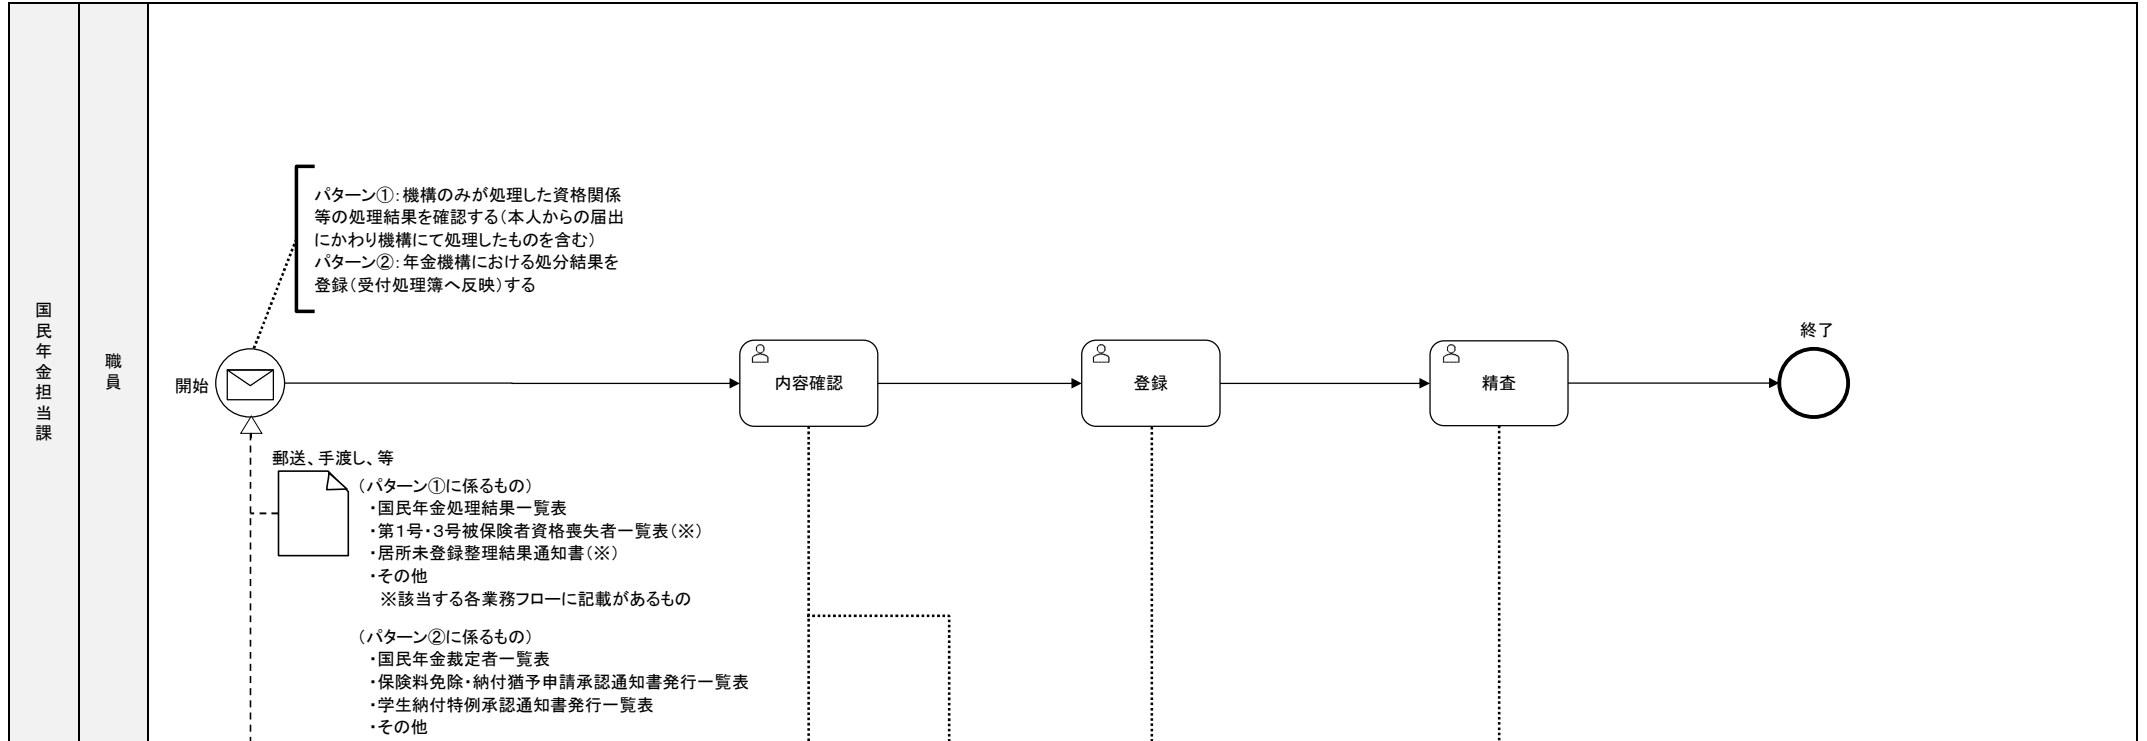 国民年金担当課
職員
パターン①：機構のみが処理した資格関係
等の処理結果を確認する（本人からの届出
にかわり機構にて処理したものを含む）
パターン②：年金機構における処分結果を
登録（受付処理簿へ反映）する
開始
内容確認
登録
精査
終了
郵送、手渡し、等
（パターン①に係るもの）
・国民年金処理結果一覧表
・第１号・３号被保険者資格喪失者一覧表（※）
・居所未登録整理結果通知書（※）
・その他
※該当する各業務フローに記載があるもの
（パターン②に係るもの）
・国民年金裁定者一覧表
・保険料免除・納付猶予申請承認通知書発行一覧表
・学生納付特例承認通知書発行一覧表
・その他